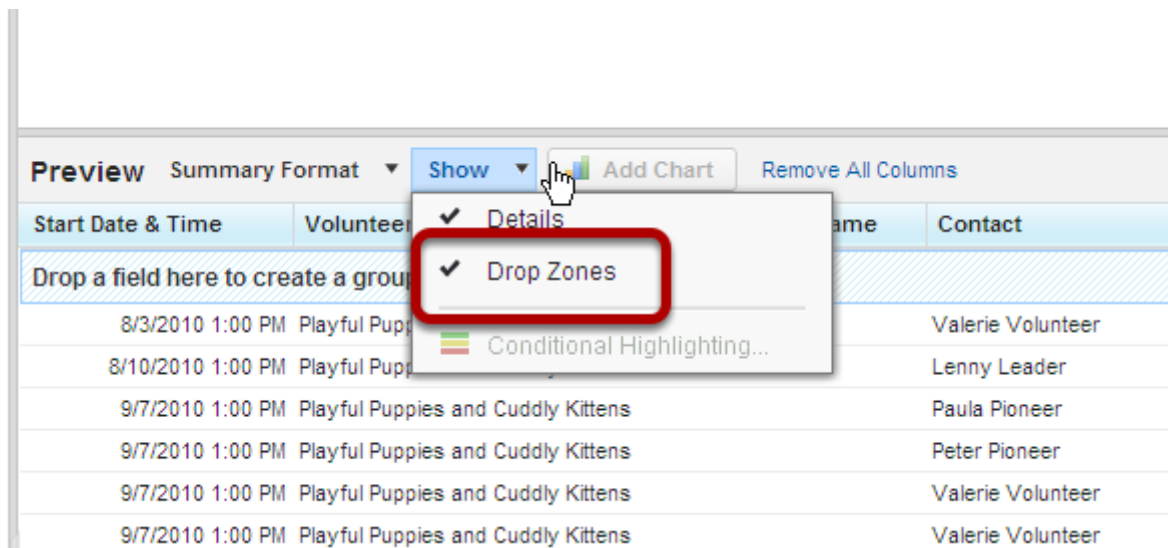 Preview Summary Format Show Add Chart Remove All Columns
Start Date & Time Volunteer ame Contact
Details
Drop a field here to create a group
Drop Zones
8/3/2010 1:00 PM Playful Pupp Valerie Volunteer
Conditional Highlighting...
8/10/2010 1:00 PM Playful Pupp Lenny Leader
9/7/2010 1:00 PM Playful Puppies and Cuddly Kittens Paula Pioneer
9/7/2010 1:00 PM Playful Puppies and Cuddly Kittens Peter Pioneer
9/7/2010 1:00 PM Playful Puppies and Cuddly Kittens Valerie Volunteer
9/7/2010 1:00 PM Playful Puppies and Cuddly Kittens Valerie Volunteer